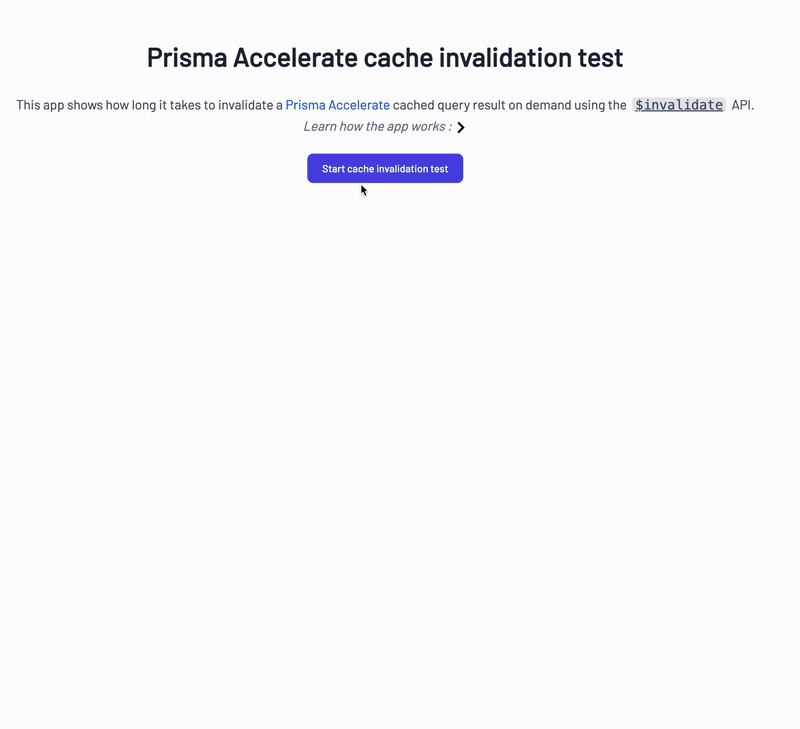 Prisma Accelerate cache invalidation test
This app shows how long it takes to invalidate a Prisma Accelerate cached query result on demand using the $invalidate API.
Learn how the app works :
Start cache invalidation test